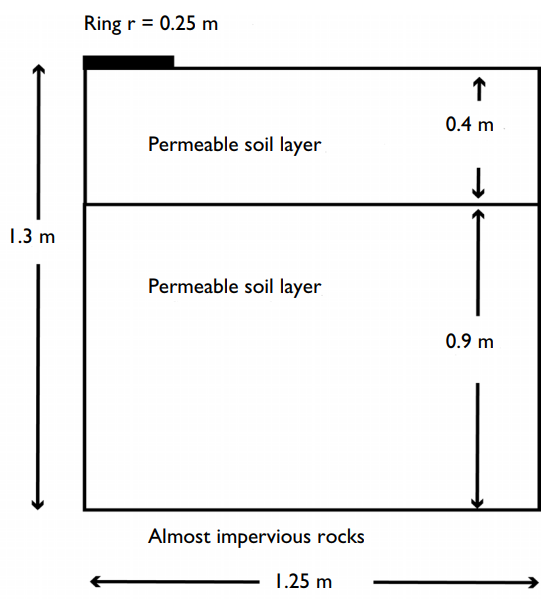 Ring r = 0.25 m
0.4 m
Permeable soil layer
1.3 m
Permeable soil layer
0.9 m
Almost impervious rocks
1.25 m